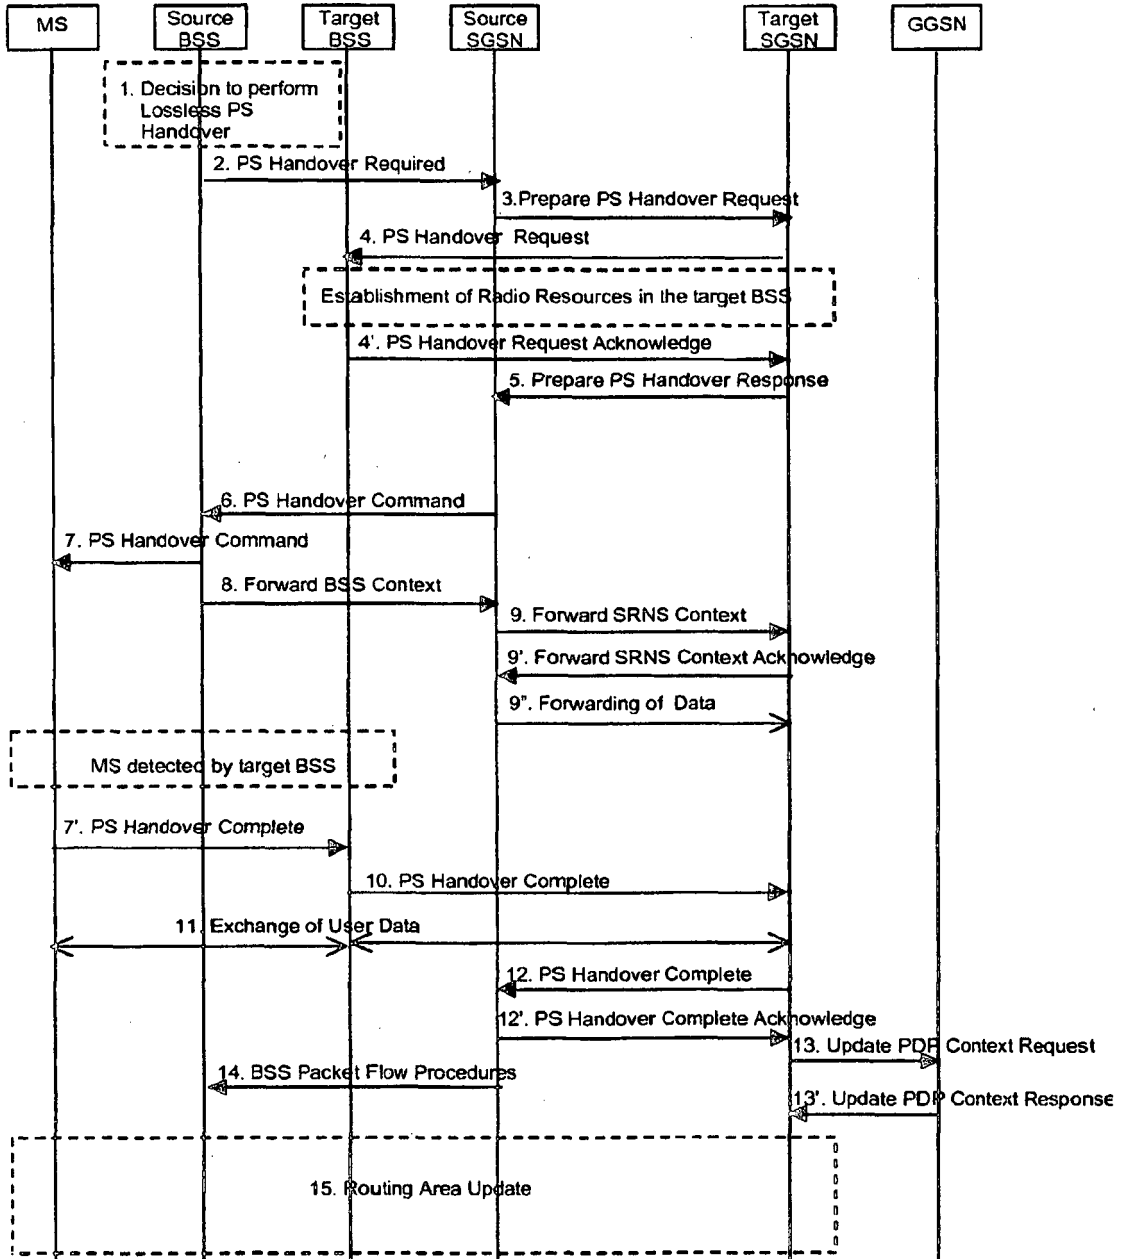 MS
Source
BSS
Target
BSS
Source
SGSN
Target
SGSN
GGSN
1. Decision to perform
Lossless PS
Handover
2. PS Handover Required
3.Prepare PS Handover Request
4. PS Handover Request
Establishment of Radio Resources in the target BSS
4'. PS Handover Request Acknowledge
5. Prepare PS Handover Response
6. PS Handover Command
7. PS Handover Command
8. Forward BSS Context
9. Forward SRNS Context
9'. Forward SRNS Context Acknowledge
9". Forwarding of Data
MS detected by target BSS
7'. PS Handover Complete
10. PS Handover Complete
11. Exchange of User Data
12. PS Handover Complete
12'. PS Handover Complete Acknowledge
13. Update PDP Context Request
14. BSS Packet Flow Procedures
13'. Update PDP Context Response
15. Routing Area Update